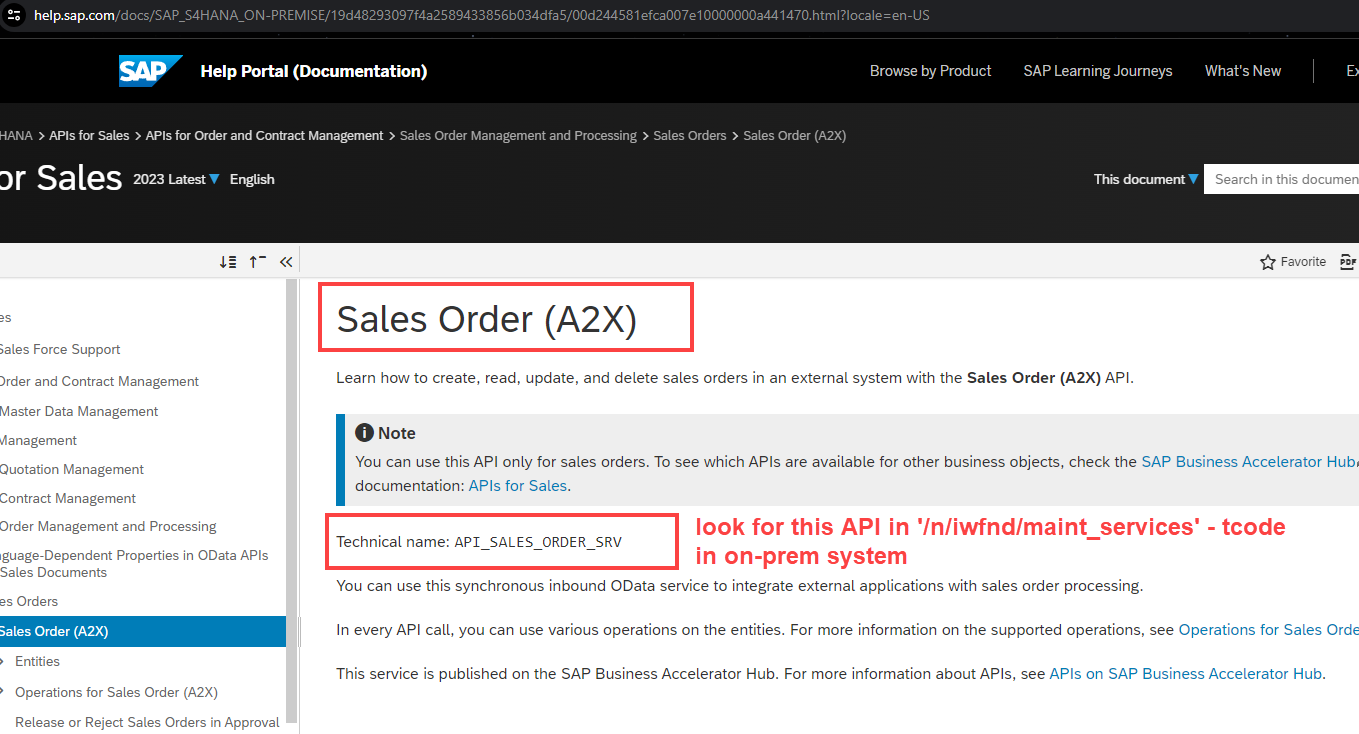 help.sap.com/docs/SAP_S4HANA_ON-PREMISE/19d48293097f4a2589433856b034dfa5/00d244581efca007e10000000a441470.html?locale=en-US
SAP Help Portal (Documentation) Browse by Product SAP Learning Journeys What's New Ex
HANA > APIs for Sales > APIs for Order and Contract Management > Sales Order Management and Processing > Sales Orders > Sales Order (A2X)
or Sales 2023 Latest English This document Search in this documen
Favorite PDF
Sales Order (A2X)
Learn how to create, read, update, and delete sales orders in an external system with the Sales Order (A2X) API.
Note
You can use this API only for sales orders. To see which APIs are available for other business objects, check the SAP Business Accelerator Hub
documentation: APIs for Sales.
Technical name: API_SALES_ORDER_SRV
look for this API in '/n/iwfnd/maint_services' - tcode
in on-prem system
You can use this synchronous inbound OData service to integrate external applications with sales order processing.
In every API call, you can use various operations on the entities. For more information on the supported operations, see Operations for Sales Orde
This service is published on the SAP Business Accelerator Hub. For more information about APIs, see APIs on SAP Business Accelerator Hub.
es
Sales Force Support
Order and Contract Management
Master Data Management
Management
Quotation Management
Contract Management
Order Management and Processing
nguage-Dependent Properties in OData APIs
Sales Documents
es Orders
Sales Order (A2X)
Entities
Operations for Sales Order (A2X)
Release or Reject Sales Orders in Approval